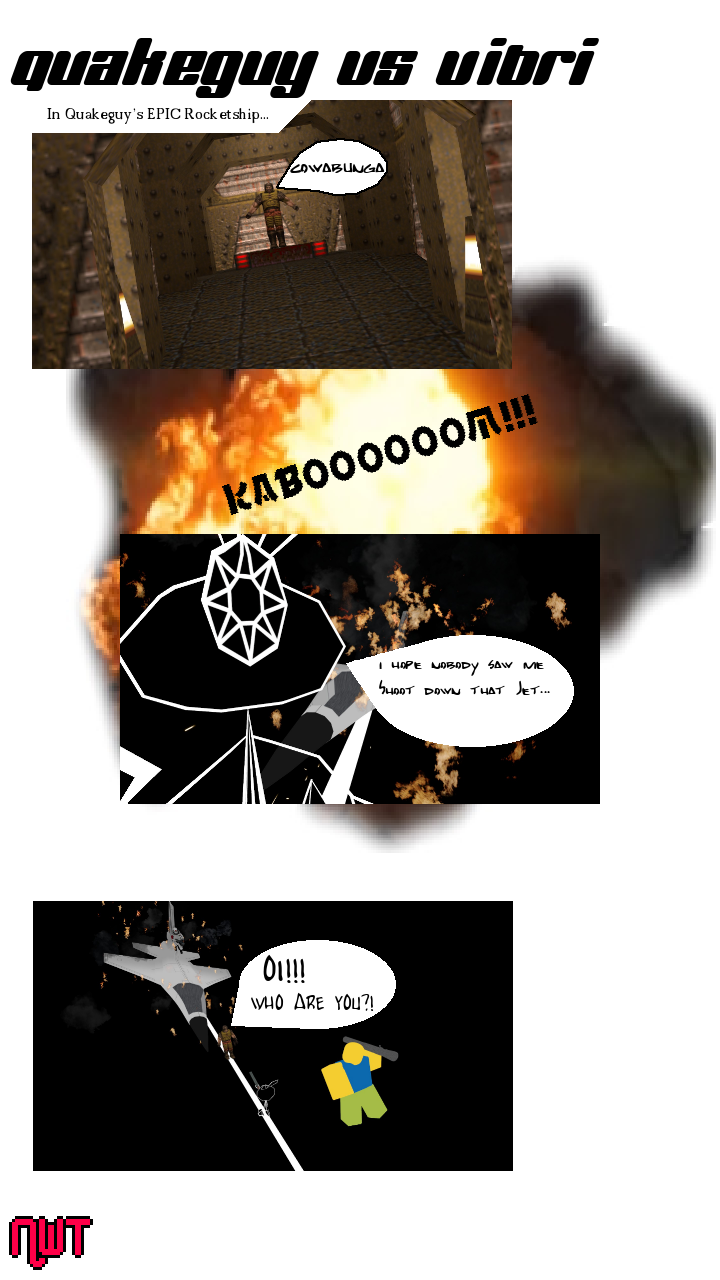 quakeguy vs vibri
In Quakeguy's EPIC Rocketship...
COWABUNGA
KABOOOOOOM!!!
I HOPE NOBODY SAW ME
SHOOT DOWN THAT JET...
OI!!!
WHO ARE YOU?!
NWT